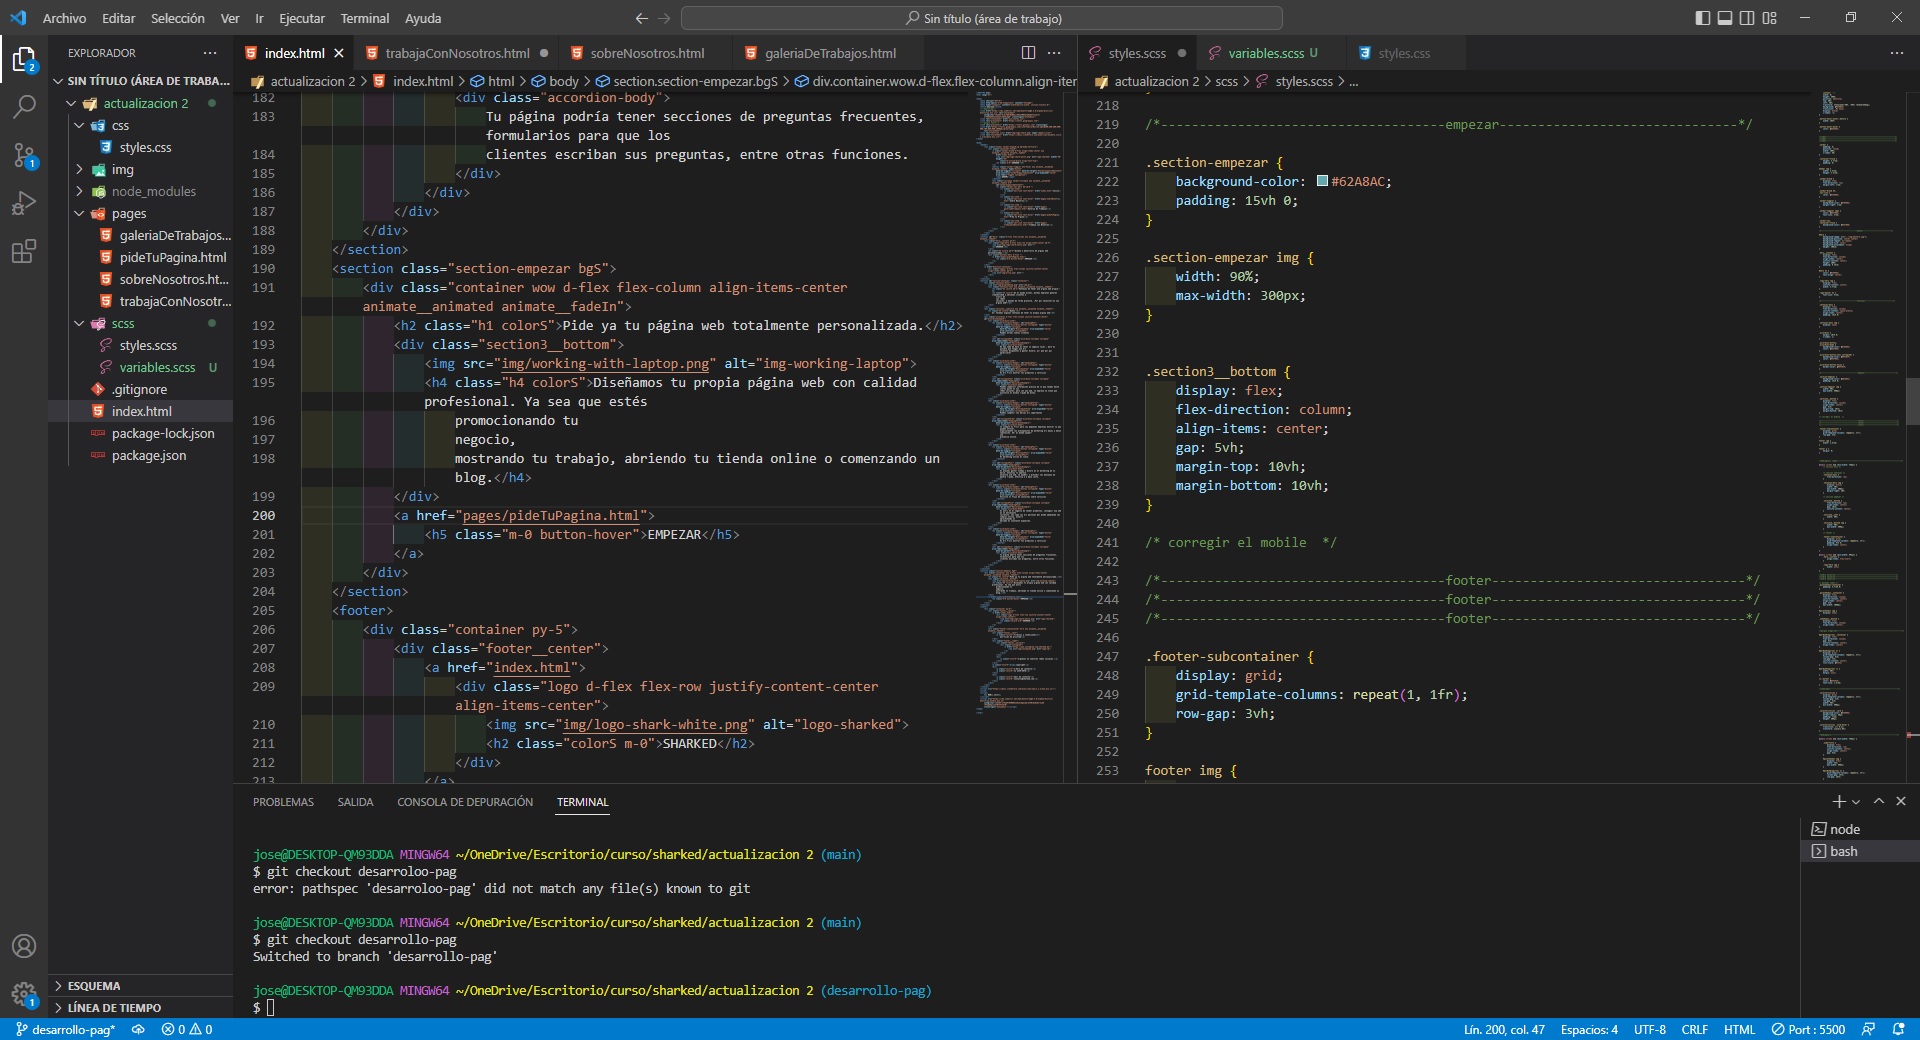 Archivo Editar Selección Ver Ir Ejecutar Terminal Ayuda
Sin título (área de trabajo)
EXPLORADOR
SIN TÍTULO (ÁREA DE TRABA...
actualizacion 2
css
styles.css
img
node_modules
pages
galeriaDeTrabajos...
pideTuPagina.html
sobreNosotros.ht...
trabajaConNosotr...
scss
styles.scss
variables.scss U
.gitignore
index.html
package-lock.json
package.json
ESQUEMA
LÍNEA DE TIEMPO
index.html trabajaConNosotros.html sobreNosotros.html galeriaDeTrabajos.html
actualizacion 2 > index.html > html > body > section.section-empezar.bgS > div.container.wow.d-flex.flex-column.align-iter
182 <div class="accordion-body">
183 Tu página podría tener secciones de preguntas frecuentes,
formularios para que los
184 clientes escriban sus preguntas, entre otras funciones.
185 </div>
186 </div>
187 </div>
188 </div>
189 </section>
190 <section class="section-empezar bgS">
191 <div class="container wow d-flex flex-column align-items-center
animate__animated animate__fadeIn">
192 <h2 class="h1 colorS">Pide ya tu página web totalmente personalizada.</h2>
193 <div class="section3__bottom">
194 <img src="img/working-with-laptop.png" alt="img-working-laptop">
195 <h4 class="h4 colorS">Diseñamos tu propia página web con calidad
profesional. Ya sea que estés
196 promocionando tu
197 negocio,
198 mostrando tu trabajo, abriendo tu tienda online o comenzando un
blog.</h4>
199 </div>
200 <a href="pages/pideTuPagina.html">
201 <h5 class="m-0 button-hover">EMPEZAR</h5>
202 </a>
203 </div>
204 </section>
205 <footer>
206 <div class="container py-5">
207 <div class="footer__center">
208 <a href="index.html">
209 <div class="logo d-flex flex-row justify-content-center
align-items-center">
210 <img src="img/logo-shark-white.png" alt="logo-sharked">
211 <h2 class="colorS m-0">SHARKED</h2>
212 </div>
213 </a>
styles.scss variables.scss U styles.css
actualizacion 2 > scss > styles.scss > ...
218
219 /*-------------------------------------empezar-------------------------------*/
220
221 .section-empezar {
222 background-color: #62A8AC;
223 padding: 15vh 0;
224 }
225
226 .section-empezar img {
227 width: 90%;
228 max-width: 300px;
229 }
230
231
232 .section3__bottom {
233 display: flex;
234 flex-direction: column;
235 align-items: center;
236 gap: 5vh;
237 margin-top: 10vh;
238 margin-bottom: 10vh;
239 }
240
241 /* corregir el mobile  */
242
243 /*-------------------------------------footer---------------------------------*/
244 /*-------------------------------------footer---------------------------------*/
245 /*-------------------------------------footer---------------------------------*/
246
247 .footer-subcontainer {
248 display: grid;
249 grid-template-columns: repeat(1, 1fr);
250 row-gap: 3vh;
251 }
252
253 footer img {
PROBLEMAS SALIDA CONSOLA DE DEPURACIÓN TERMINAL
node
bash
jose@DESKTOP-QM93DDA MINGW64 ~/OneDrive/Escritorio/curso/sharked/actualizacion 2 (main)
$ git checkout desarroloo-pag
error: pathspec 'desarroloo-pag' did not match any file(s) known to git
jose@DESKTOP-QM93DDA MINGW64 ~/OneDrive/Escritorio/curso/sharked/actualizacion 2 (main)
$ git checkout desarrollo-pag
Switched to branch 'desarrollo-pag'
jose@DESKTOP-QM93DDA MINGW64 ~/OneDrive/Escritorio/curso/sharked/actualizacion 2 (desarrollo-pag)
$
desarrollo-pag* 0 0 Lín. 200, col. 47 Espacios: 4 UTF-8 CRLF HTML Port : 5500